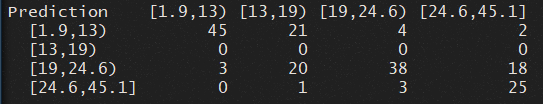 Prediction [1.9,13) [13,19) [19,24.6) [24.6,45.1]
[1.9,13) 45 21 4 2
[13,19) 0 0 0 0
[19,24.6) 3 20 38 18
[24.6,45.1] 0 1 3 25